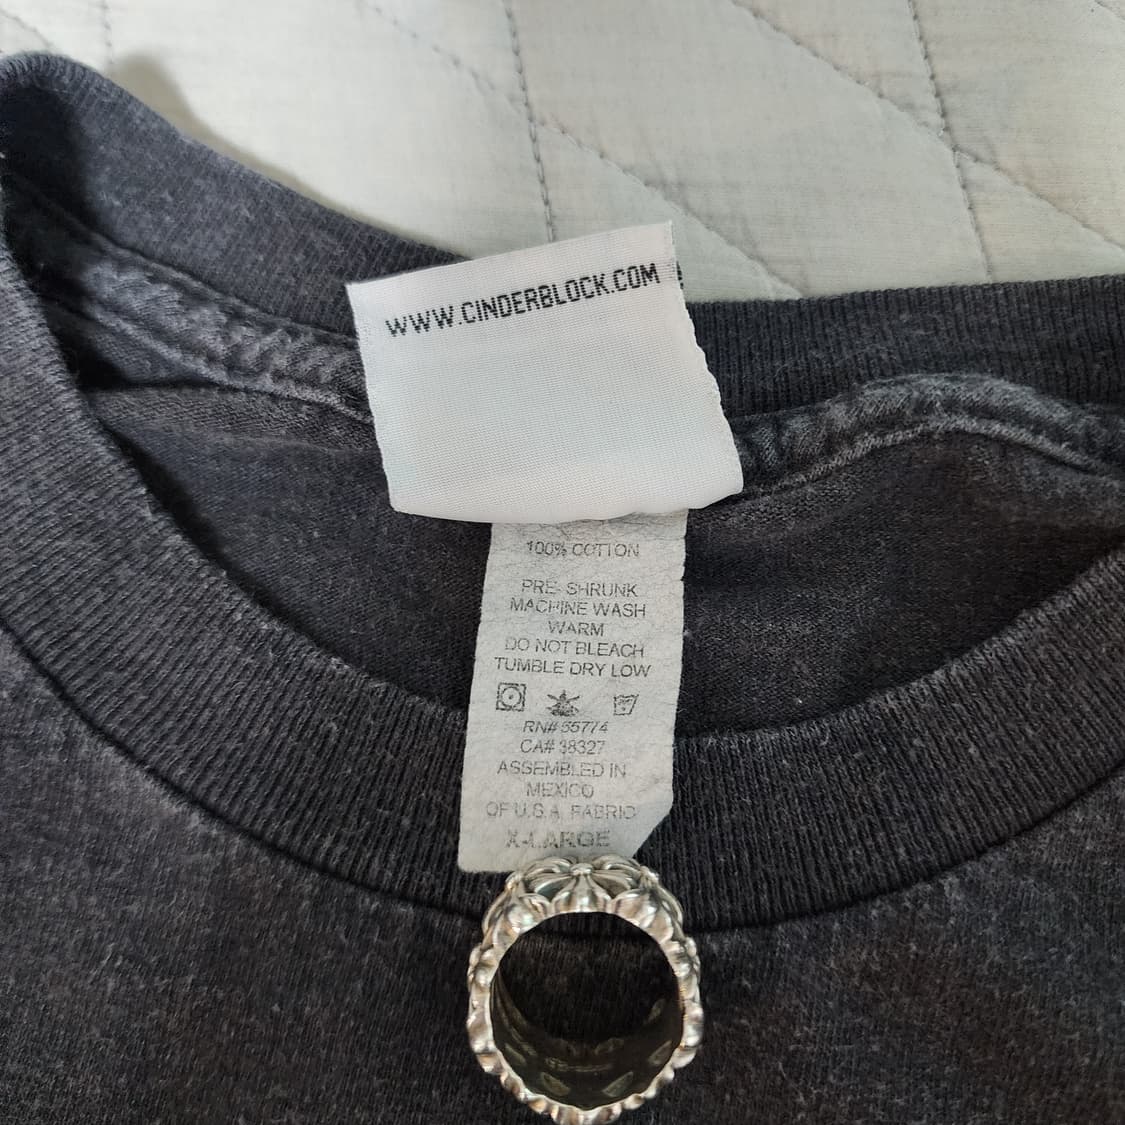 WWW.CINDERBLOCK.COM
100% COTTON
PRE-SHRUNK
MACHINE WASH
WARM
DO NOT BLEACH
TUMBLE DRY LOW
RN# 55774
CA# 38327
ASSEMBLED IN
MEXICO
OF U.S.A. FABRIC
X-LARGE